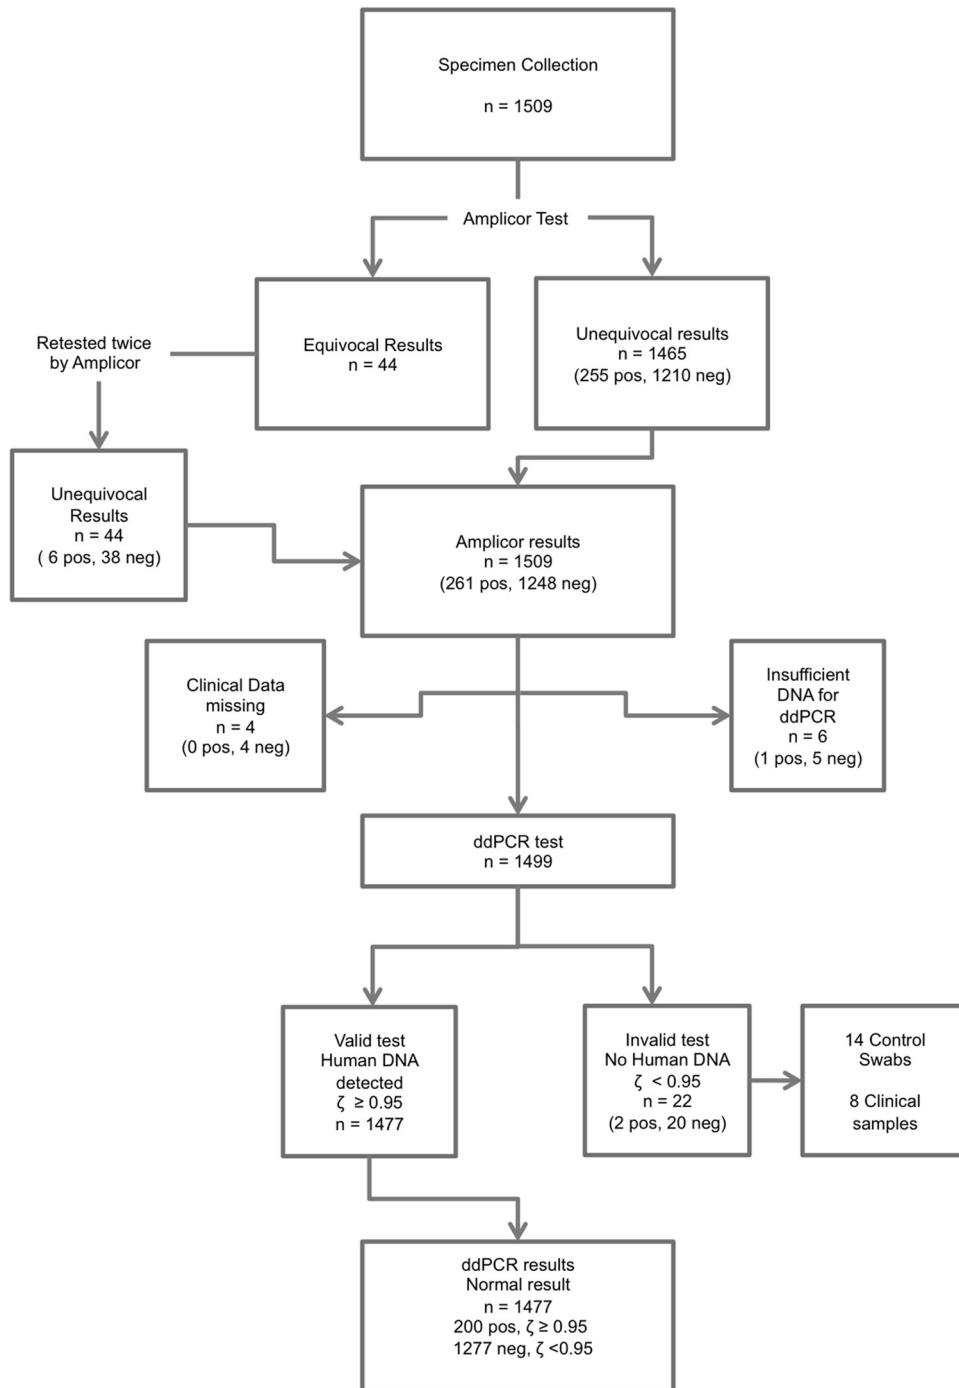 Specimen Collection
n = 1509
Amplicor Test
Equivocal Results
n = 44
Unequivocal results
n = 1465
(255 pos, 1210 neg)
Retested twice
by Amplicor
Unequivocal
Results
n = 44
( 6 pos, 38 neg)
Amplicor results
n = 1509
(261 pos, 1248 neg)
Clinical Data
missing
n = 4
(0 pos, 4 neg)
Insufficient
DNA for
ddPCR
n = 6
(1 pos, 5 neg)
ddPCR test
n = 1499
Valid test
Human DNA
detected
ζ ≥ 0.95
n = 1477
Invalid test
No Human DNA
ζ < 0.95
n = 22
(2 pos, 20 neg)
14 Control
Swabs
8 Clinical
samples
ddPCR results
Normal result
n = 1477
200 pos, ζ ≥ 0.95
1277 neg, ζ <0.95